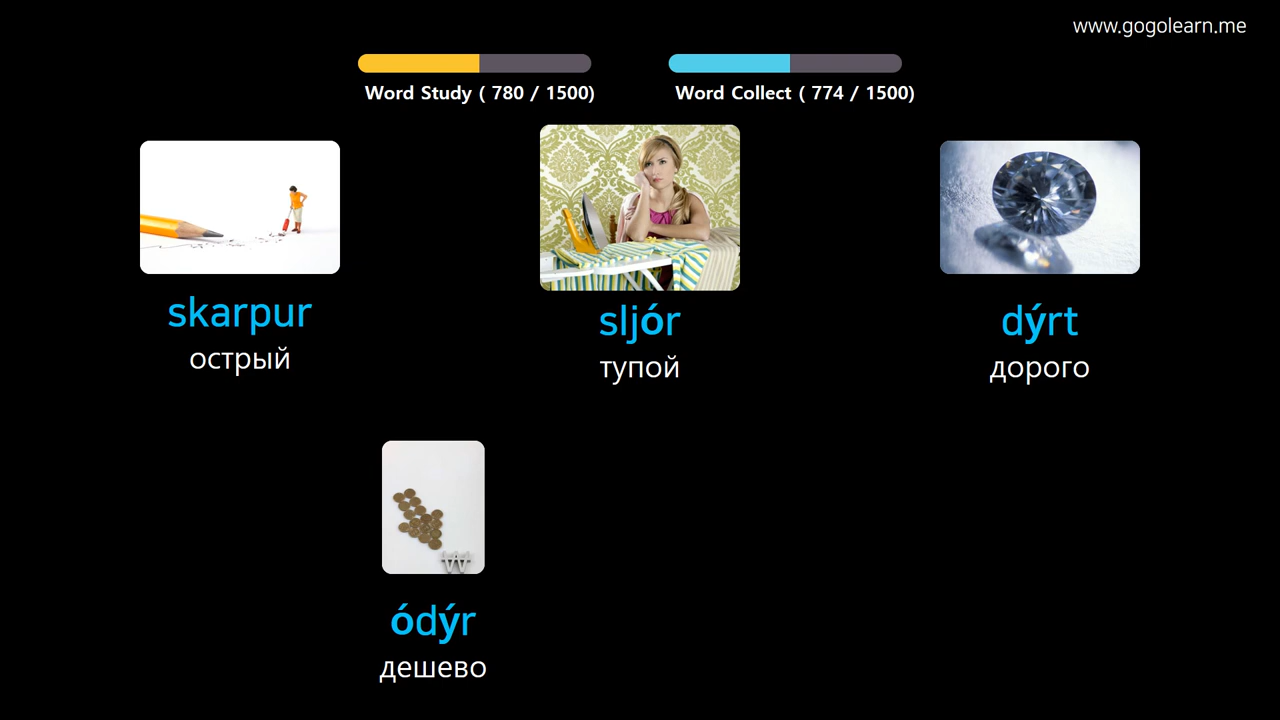 www.gogolearn.me
Word Study ( 780 / 1500)
Word Collect ( 774 / 1500)
skarpur
острый
sljór
тупой
dýrt
дорого
ódýr
дешево